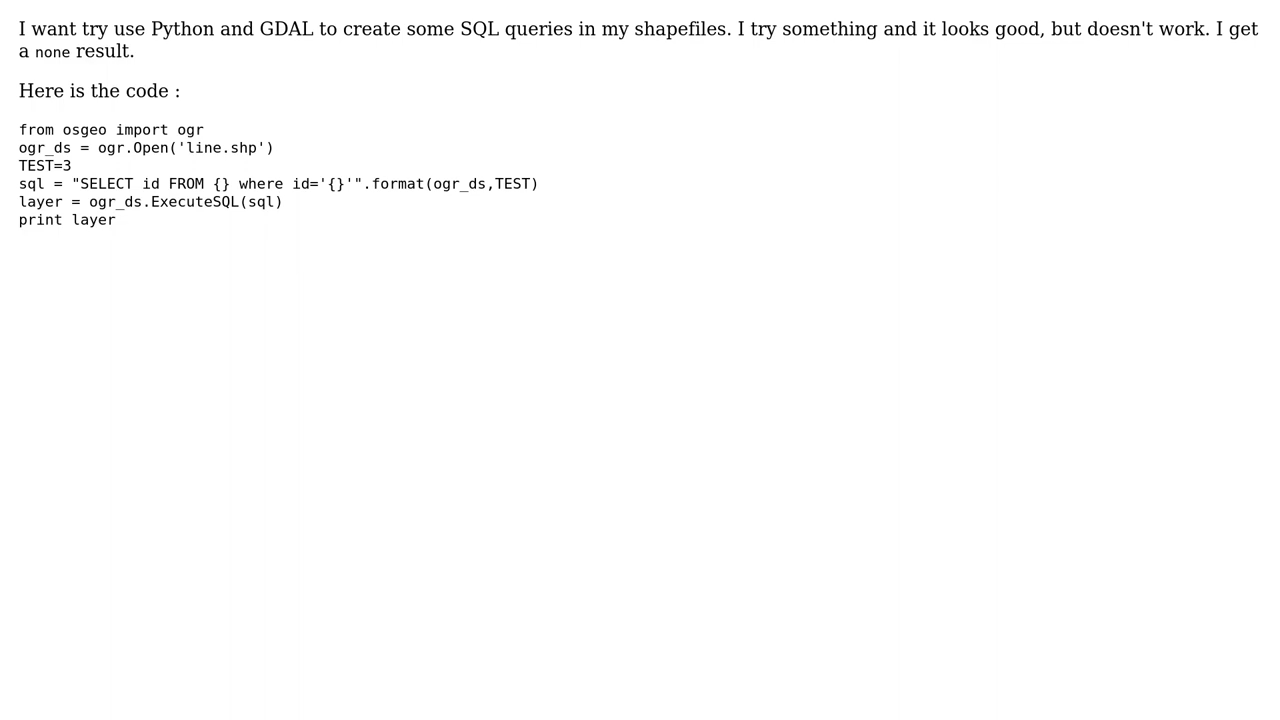 I want try use Python and GDAL to create some SQL queries in my shapefiles. I try something and it looks good, but doesn't work. I get
a none result.
Here is the code :
from osgeo import ogr
ogr_ds = ogr.Open('line.shp')
TEST=3
sql = "SELECT id FROM {} where id='{}'".format(ogr_ds,TEST)
layer = ogr_ds.ExecuteSQL(sql)
print layer